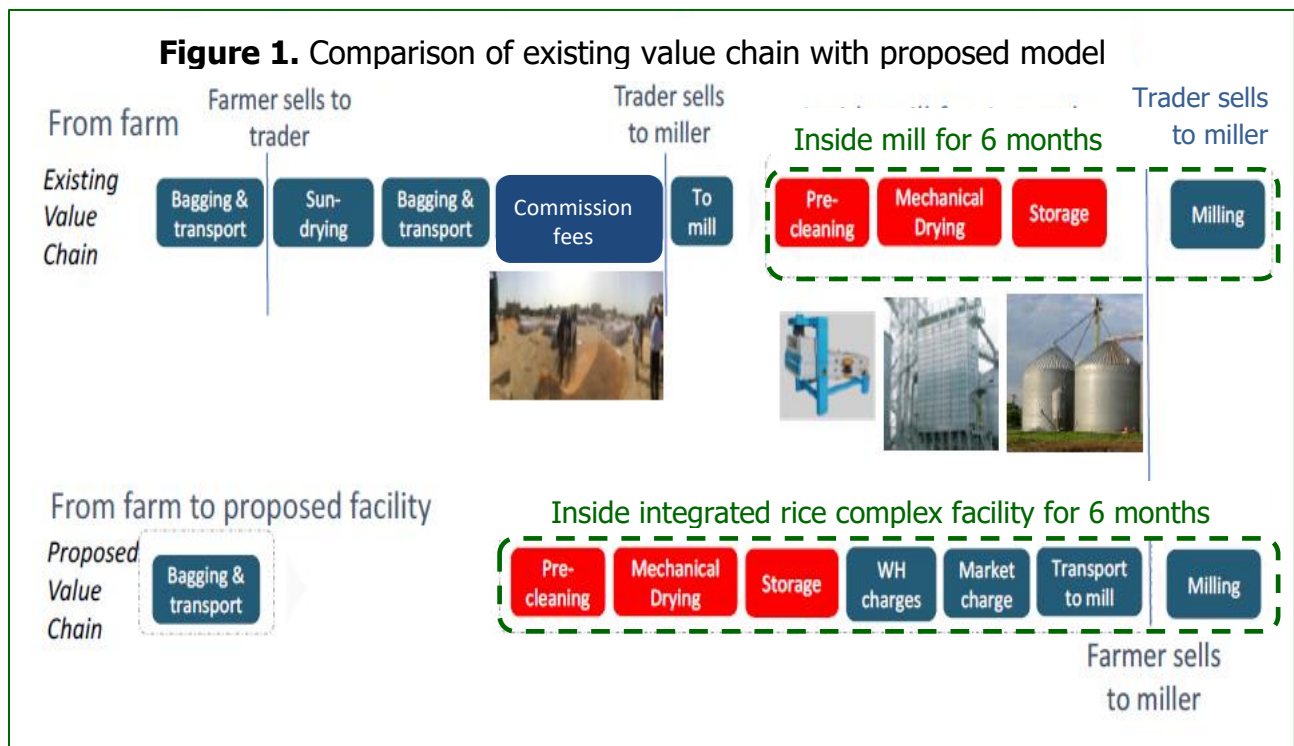 Figure 1. Comparison of existing value chain with proposed model
From farm
Farmer sells to
trader
Trader sells
to miller
Inside mill for 6 months
Trader sells
to miller
Existing
Value
Chain
Bagging &
transport
Sun-
drying
Bagging &
transport
Commission
fees
To
mill
Pre-
cleaning
Mechanical
Drying
Storage
Milling
From farm to proposed facility
Inside integrated rice complex facility for 6 months
Proposed
Value
Chain
Bagging &
transport
Pre-
cleaning
Mechanical
Drying
Storage
WH
charges
Market
charge
Transport
to mill
Milling
Farmer sells
to miller